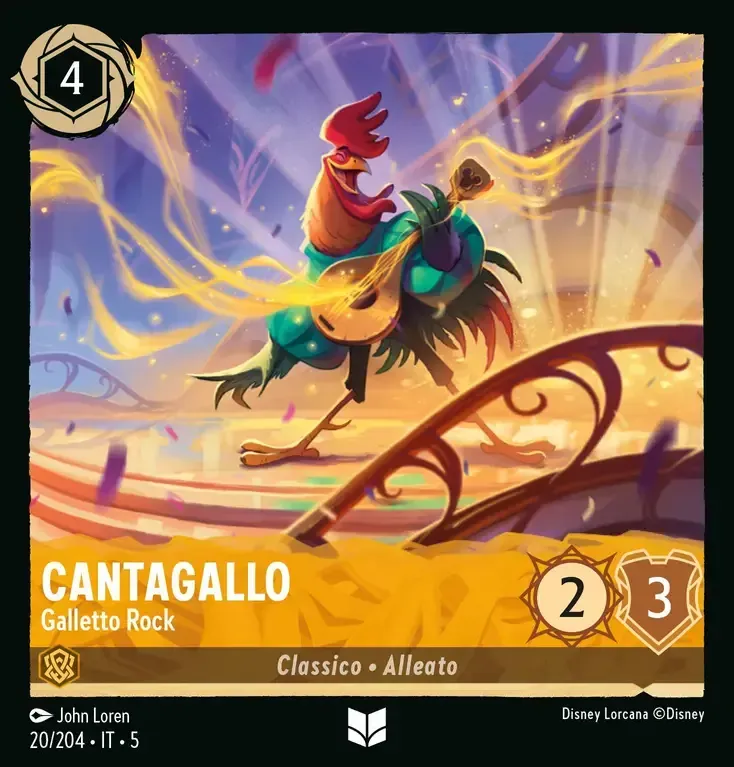 4
CANTAGALLO
Galletto Rock
2
3
Classico • Alleato
John Loren
Disney Lorcana ©Disney
20/204 • IT • 5